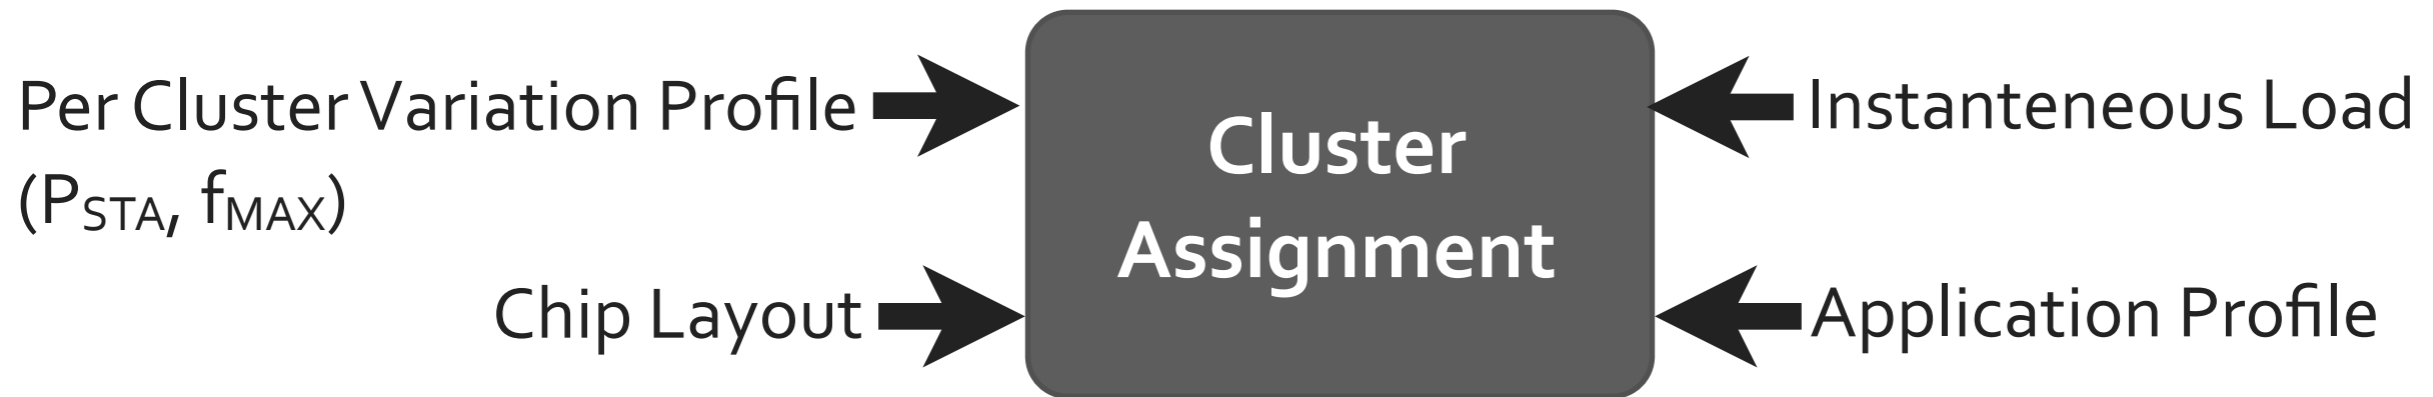 Per Cluster Variation Profile
(PSTA, fMAX)
Chip Layout
Cluster
Assignment
Instanteneous Load
Application Profile